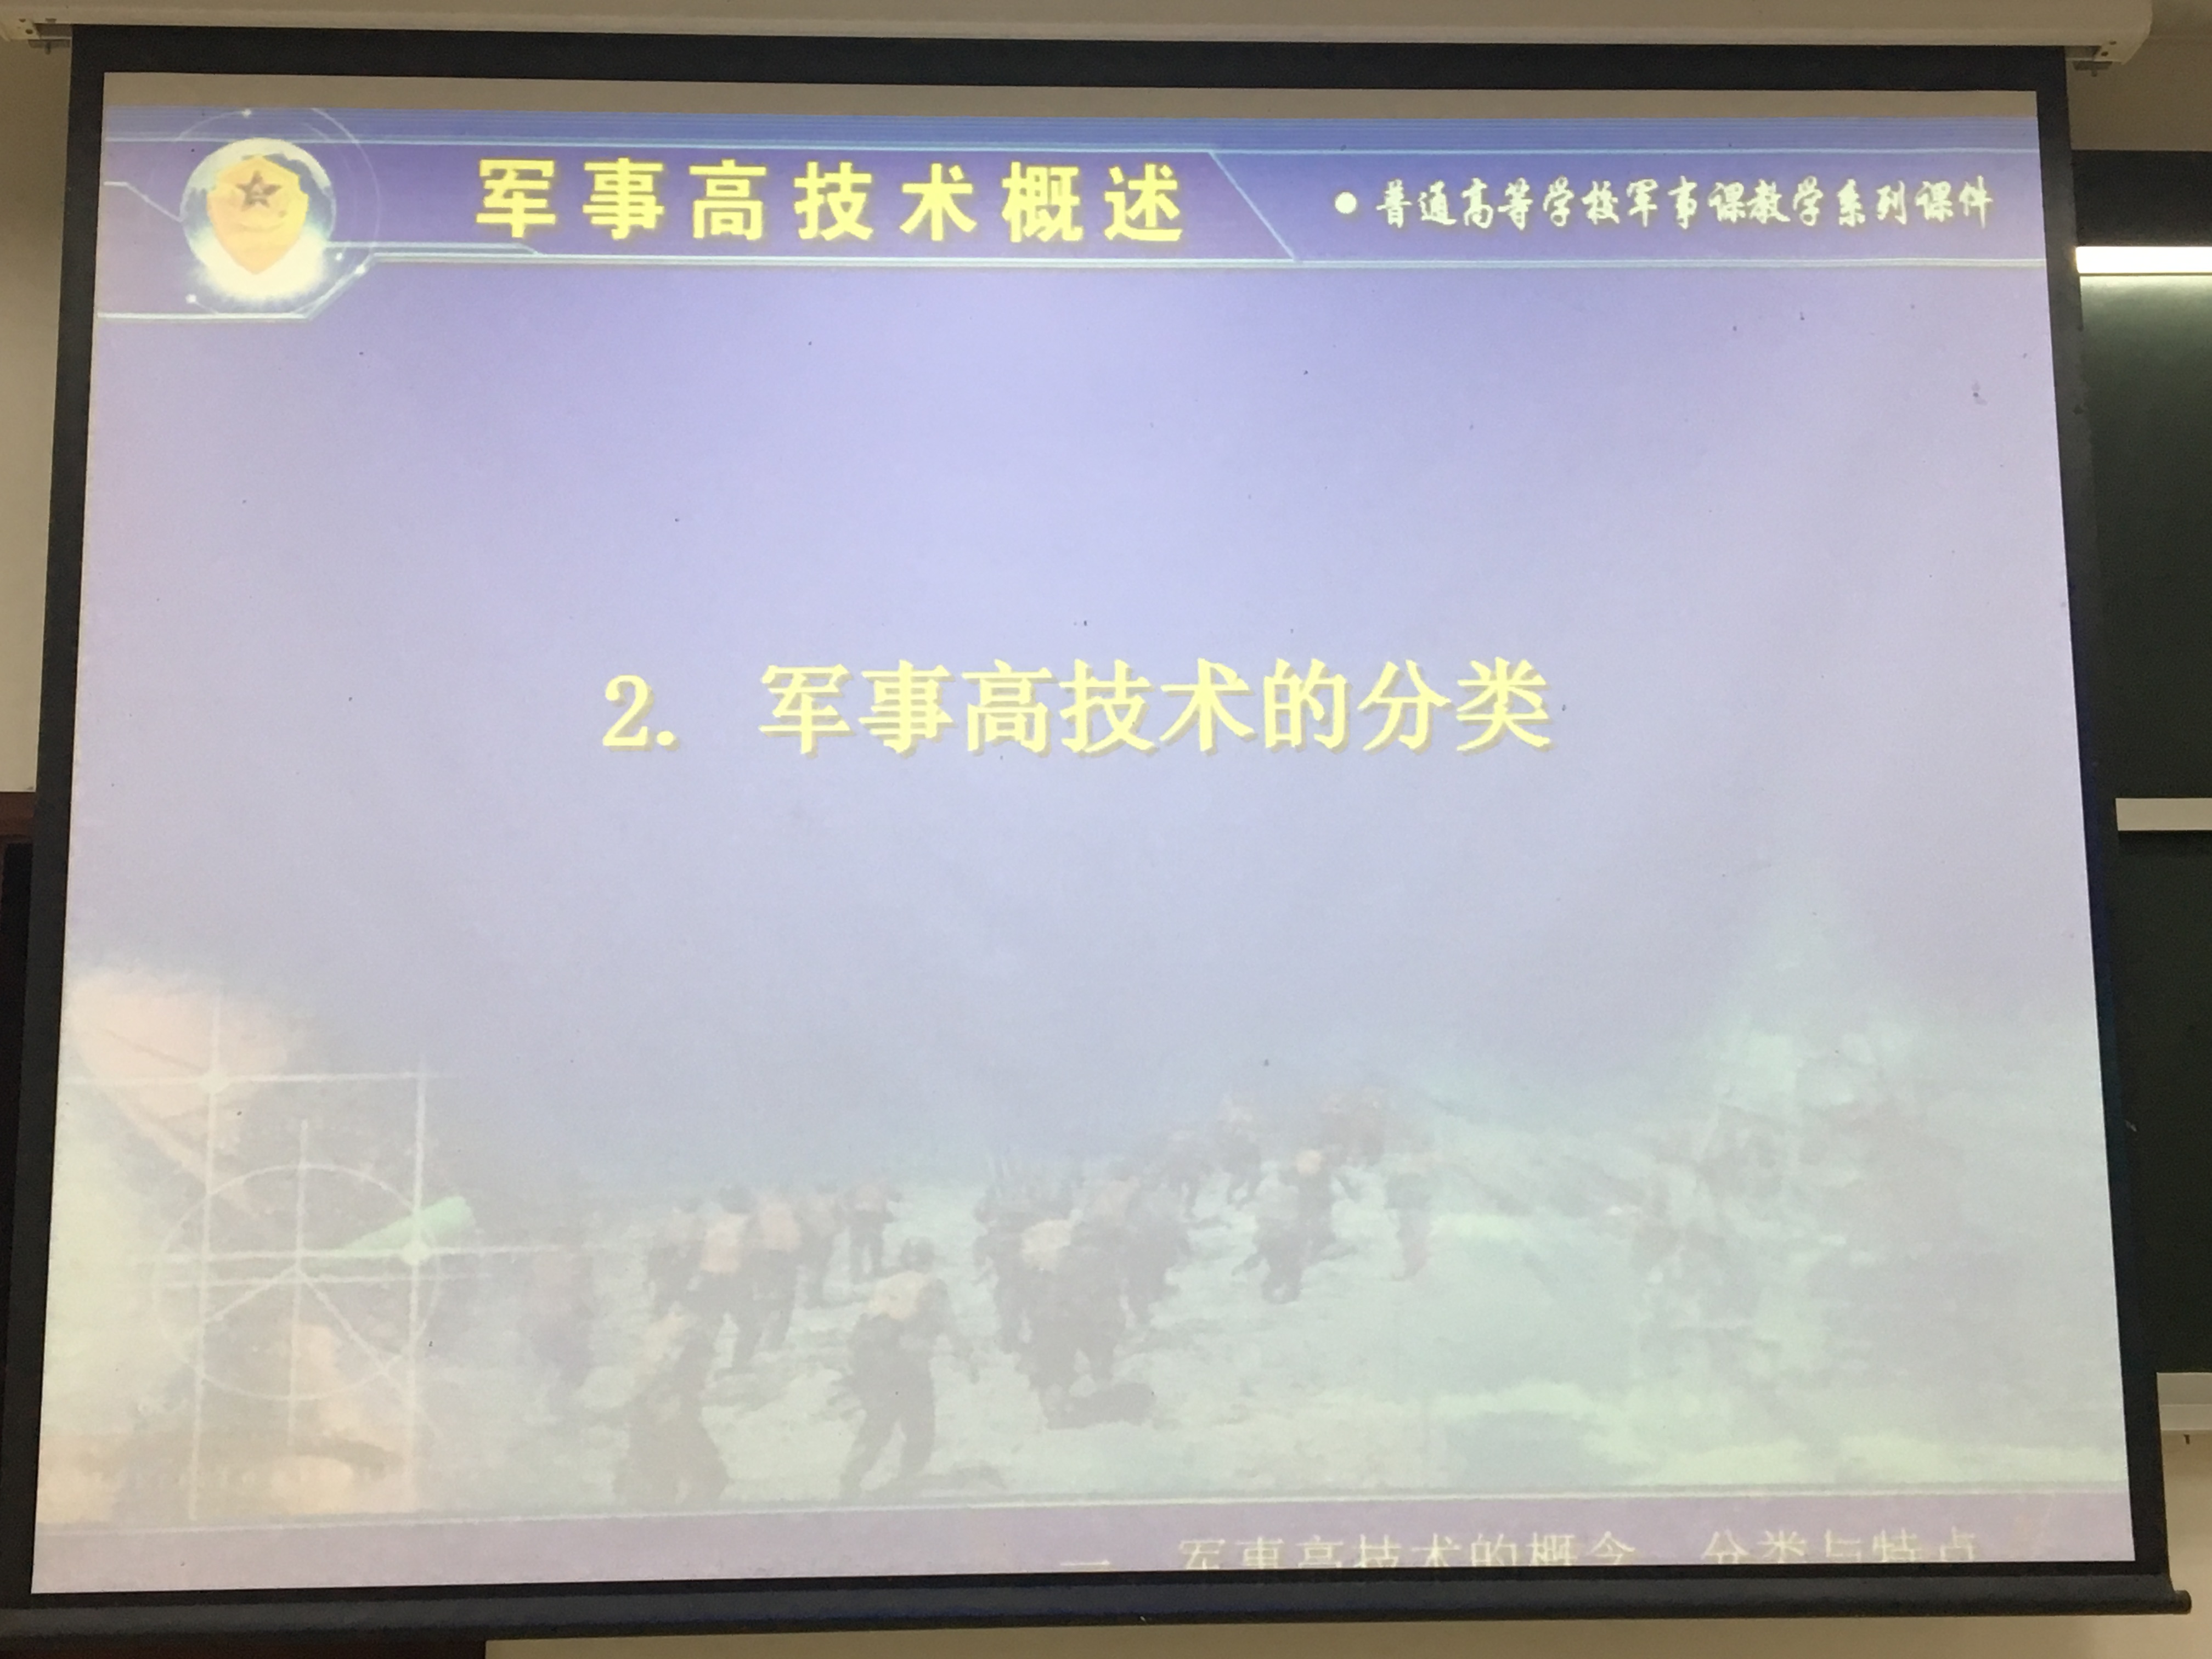 军事高技术概述
• 普通高等学校军事课教学系列课件
2. 军事高技术的分类
一 军事高技术的概念 分类与特点